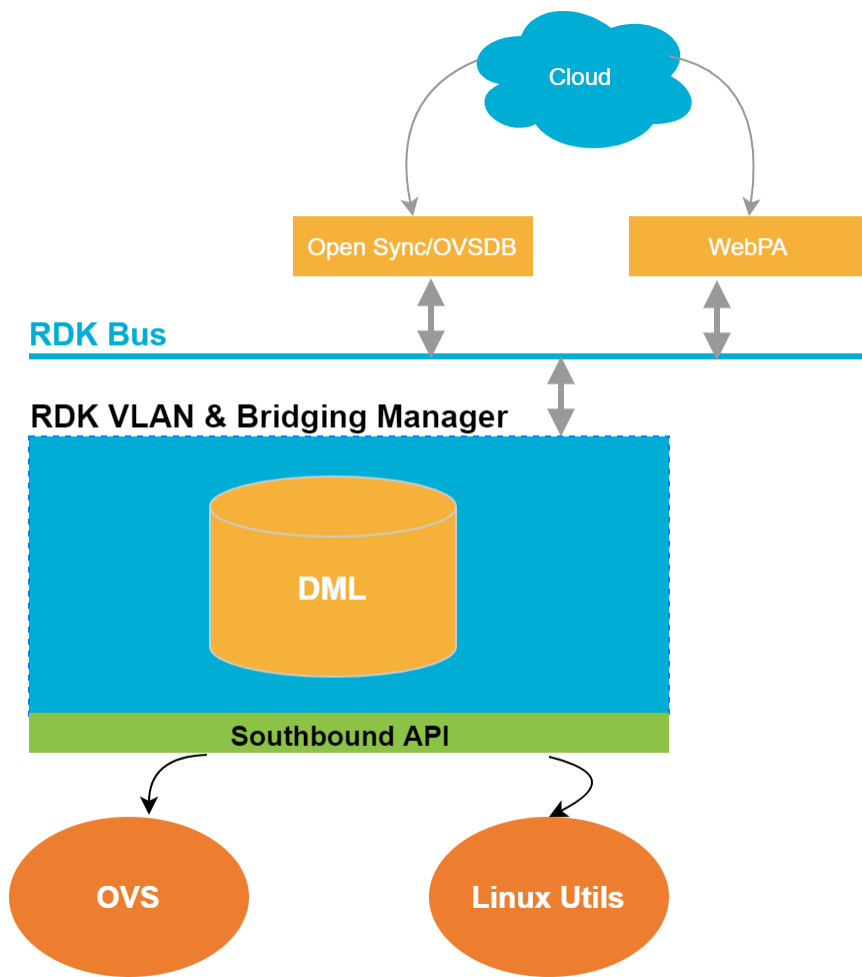 Cloud
Open Sync/OVSDB
WebPA
RDK Bus
RDK VLAN & Bridging Manager
DML
Southbound API
OVS
Linux Utils